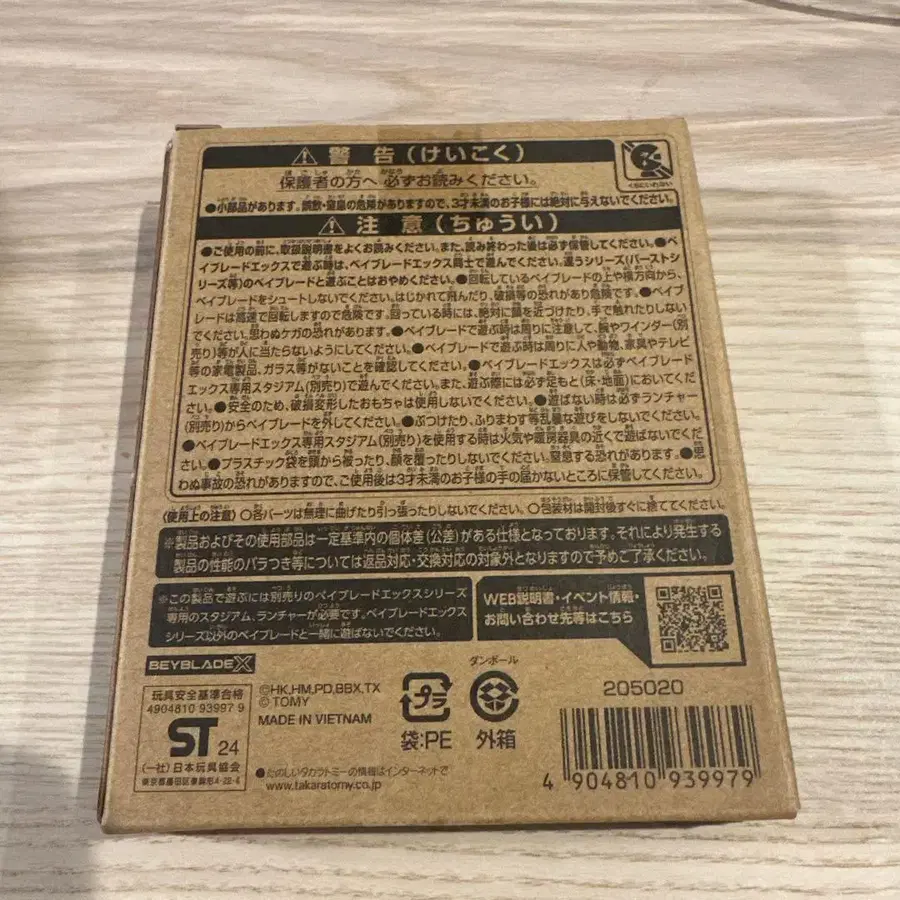 ⚠ 警告(けいこく)
保護者の方へ 必ずお読みください。
●小部品があります。誤飲・窒息の危険がありますので、3才未満のお子様には絶対に与えないでください。
くちにいれない
⚠ 注意(ちゅうい)
●ご使用の前に、取扱説明書をよくお読みください。また、読み終わった後は必ず保管してください。●ベ
イブレードエックスで遊ぶ時は、ベイブレードエックス同士で遊んでください。違うシリーズ(バーストシ
リーズ等)のベイブレードと遊ぶことはおやめください。●回転しているベイブレードの上や横方向から、
ベイブレードをシュートしないでください。はじかれて飛んだり、破損等の恐れがあり危険です。●ベイブ
レードは高速で回転しますので危険です。回っている時には、絶対に顔を近づけたり、手で触れたりしない
でください。思わぬケガの恐れがあります。●ベイブレードで遊ぶ時は周りに注意して、腕やワインダー(別
売り)等が人に当たらないようにしてください。●ベイブレードで遊ぶ時は周りに人や動物、家具やテレビ
等の家電製品、ガラス等がないことを確認してください。●ベイブレードエックスは必ずベイブレード
エックス専用スタジアム(別売り)で遊んでください。また、遊ぶ際には必ず足もと(床・地面)においてくだ
さい。●安全のため、破損変形したおもちゃは使用しないでください。●遊ばない時は必ずランチャー
(別売り)からベイブレードを外してください。●ぶつけたり、ふりまわす等乱暴な遊びをしないでください。
●ベイブレードエックス専用スタジアム(別売り)を使用する時は火気や暖房器具の近くで遊ばないでくだ
さい。●プラスチック袋を頭から被ったり、顔を覆ったりしないでください。窒息する恐れがあります。●思
わぬ事故の恐れがありますので、ご使用後は3才未満のお子様の手の届かないところに保管してください。
〈使用上の注意〉○各パーツは無理に曲げたり引っ張ったりしないでください。○包装材は開封後すぐに捨ててください。
※製品およびその使用部品は一定基準内の個体差(公差)がある仕様となっております。それにより発生する
製品の性能のバラつき等については返品対応・交換対応の対象外となりますので予めご了承ください。
※この製品で遊ぶには別売りのベイブレードエックスシリーズ
専用のスタジアム、ランチャーが必要です。ベイブレードエックス
シリーズ以外のベイブレードと一緒に遊ばないでください。
WEB説明書・イベント情報・
お問い合わせ先等はこちら
BEYBLADE X
玩具安全基準合格
4904810 93997 9
ST 24
(一社)日本玩具協会
東京都墨田区東駒形4-22-4
©HK,HM,PD,BBX,TX
©TOMY
MADE IN VIETNAM
プラ
袋:PE
ダンボール
外箱
●たのしいタカラトミーの情報はインターネットで
www.takaratomy.co.jp
205020
4 904810 939979